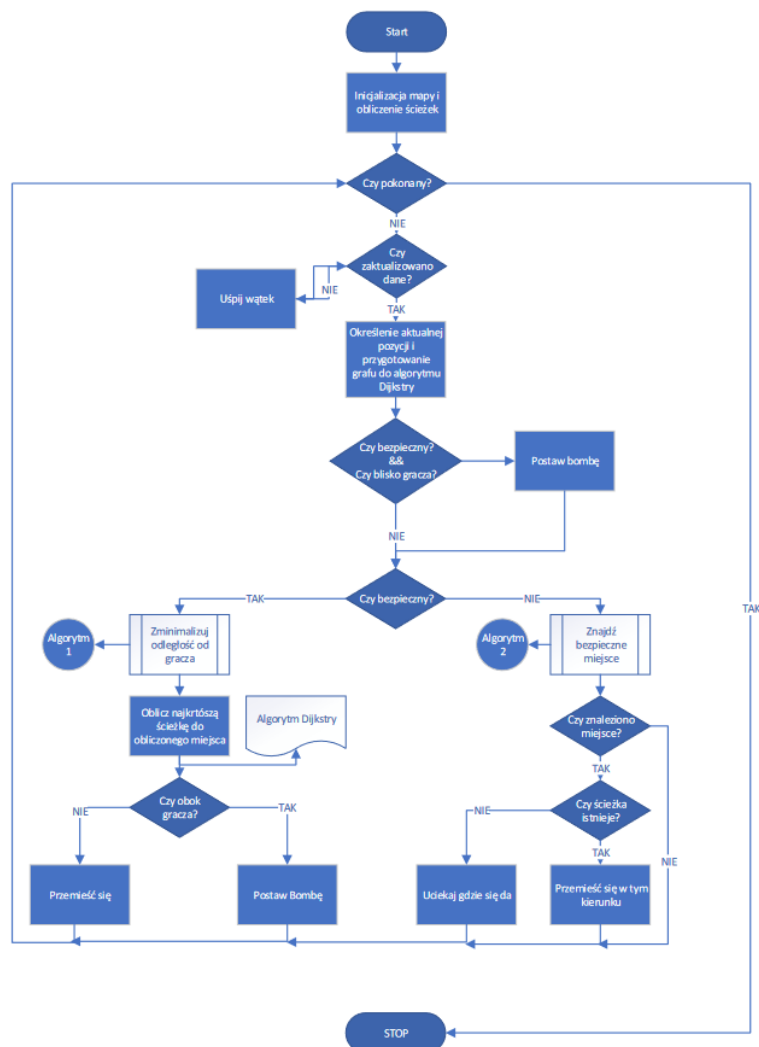 Start
Inicjalizacja mapy i
obliczenie ścieżek
Czy pokonany?
NIE
Czy
zaktualizowano
dane?
NIE
Uśpij wątek
TAK
Określenie aktualnej
pozycji i
przygotowanie
grafu do algorytmu
Dijkstry
Czy bezpieczny?
&&
Czy blisko gracza?
Postaw bombę
NIE
Czy bezpieczny?
TAK
NIE
TAK
Algorytm
1
Zminimalizuj
odległość od
gracza
Algorytm
2
Znajdź
bezpieczne
miejsce
Oblicz najkrtószą
ścieżkę do
obliczonego miejsca
Algorytm Dijkstry
Czy znaleziono
miejsce?
TAK
Czy obok
gracza?
NIE
TAK
Czy ścieżka
istnieje?
NIE
TAK
NIE
Przemieść się
Postaw Bombę
Uciekaj gdzie się da
Przemieść się w tym
kierunku
STOP